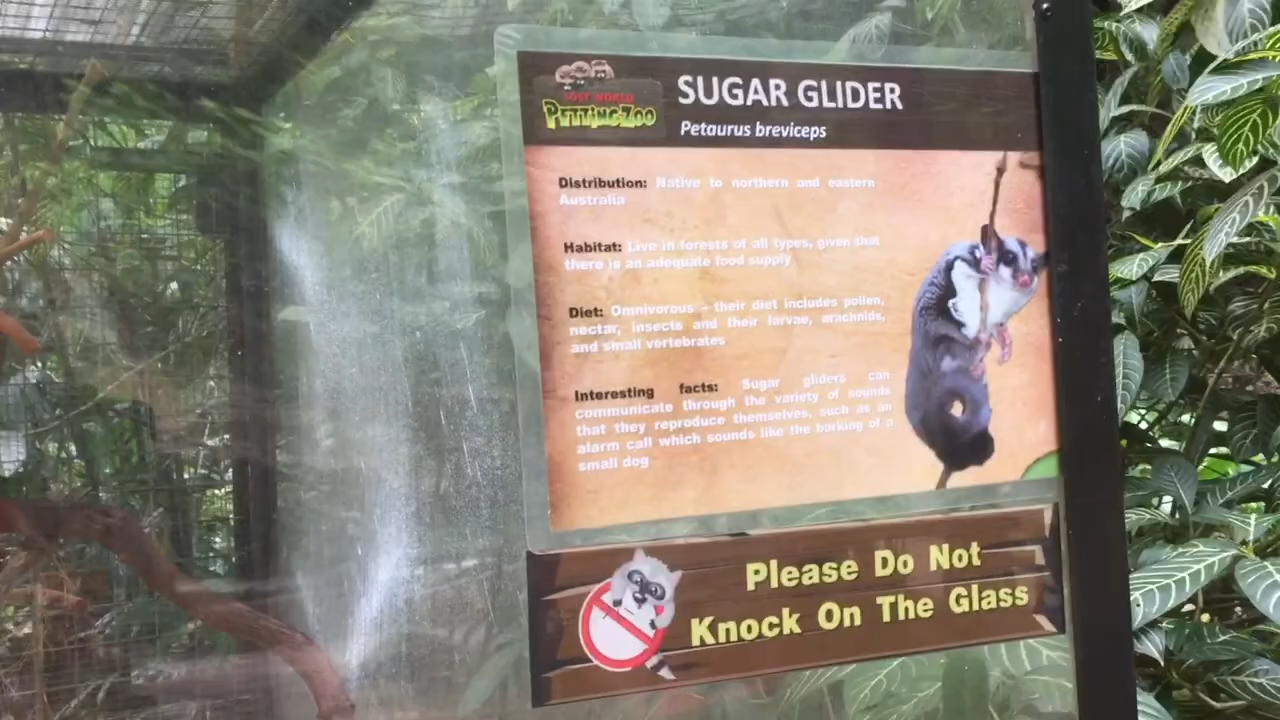 LOST WORLD
PETTING ZOO
SUGAR GLIDER
Petaurus breviceps
Distribution: Native to northern and eastern
Australia
Habitat: Live in forests of all types, given that
there is an adequate food supply
Diet: Omnivorous – their diet includes pollen,
nectar, insects and their larvae, arachnids,
and small vertebrates
Interesting facts: Sugar gliders can
communicate through the variety of sounds
that they reproduce themselves, such as an
alarm call which sounds like the barking of a
small dog
Please Do Not
Knock On The Glass